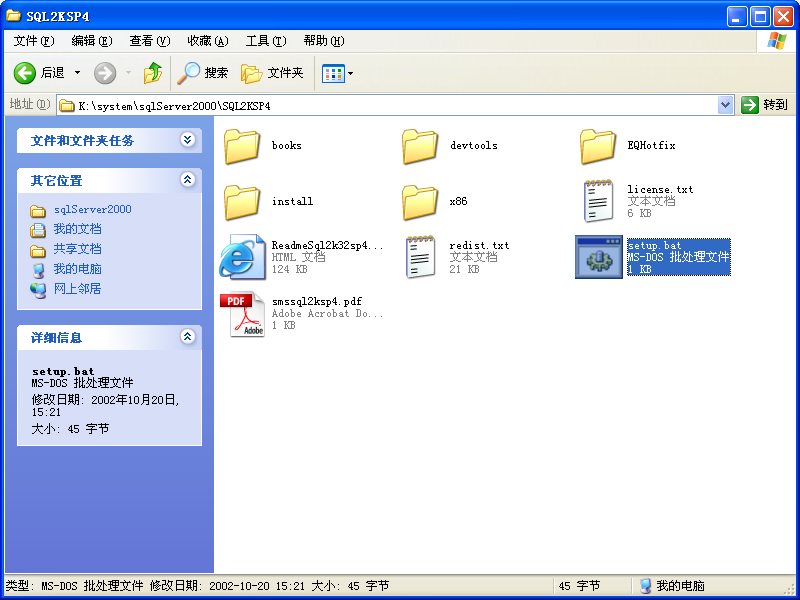 SQL2KSP4
文件(F) 编辑(E) 查看(V) 收藏(A) 工具(T) 帮助(H)
后退 搜索 文件夹
地址(D) K:\system\sqlServer2000\SQL2KSP4 转到
文件和文件夹任务
其它位置
sqlServer2000
我的文档
共享文档
我的电脑
网上邻居
详细信息
setup.bat
MS-DOS 批处理文件
修改日期: 2002年10月20日,
15:21
大小: 45 字节
books
devtools
EQHotfix
install
x86
license.txt
文本文档
6 KB
ReadmeSql2k32sp4...
HTML 文档
124 KB
redist.txt
文本文档
21 KB
setup.bat
MS-DOS 批处理文件
1 KB
PDF
Adobe
smssql2ksp4.pdf
Adobe Acrobat Do...
1 KB
类型: MS-DOS 批处理文件 修改日期: 2002-10-20 15:21 大小: 45 字节 45 字节 我的电脑